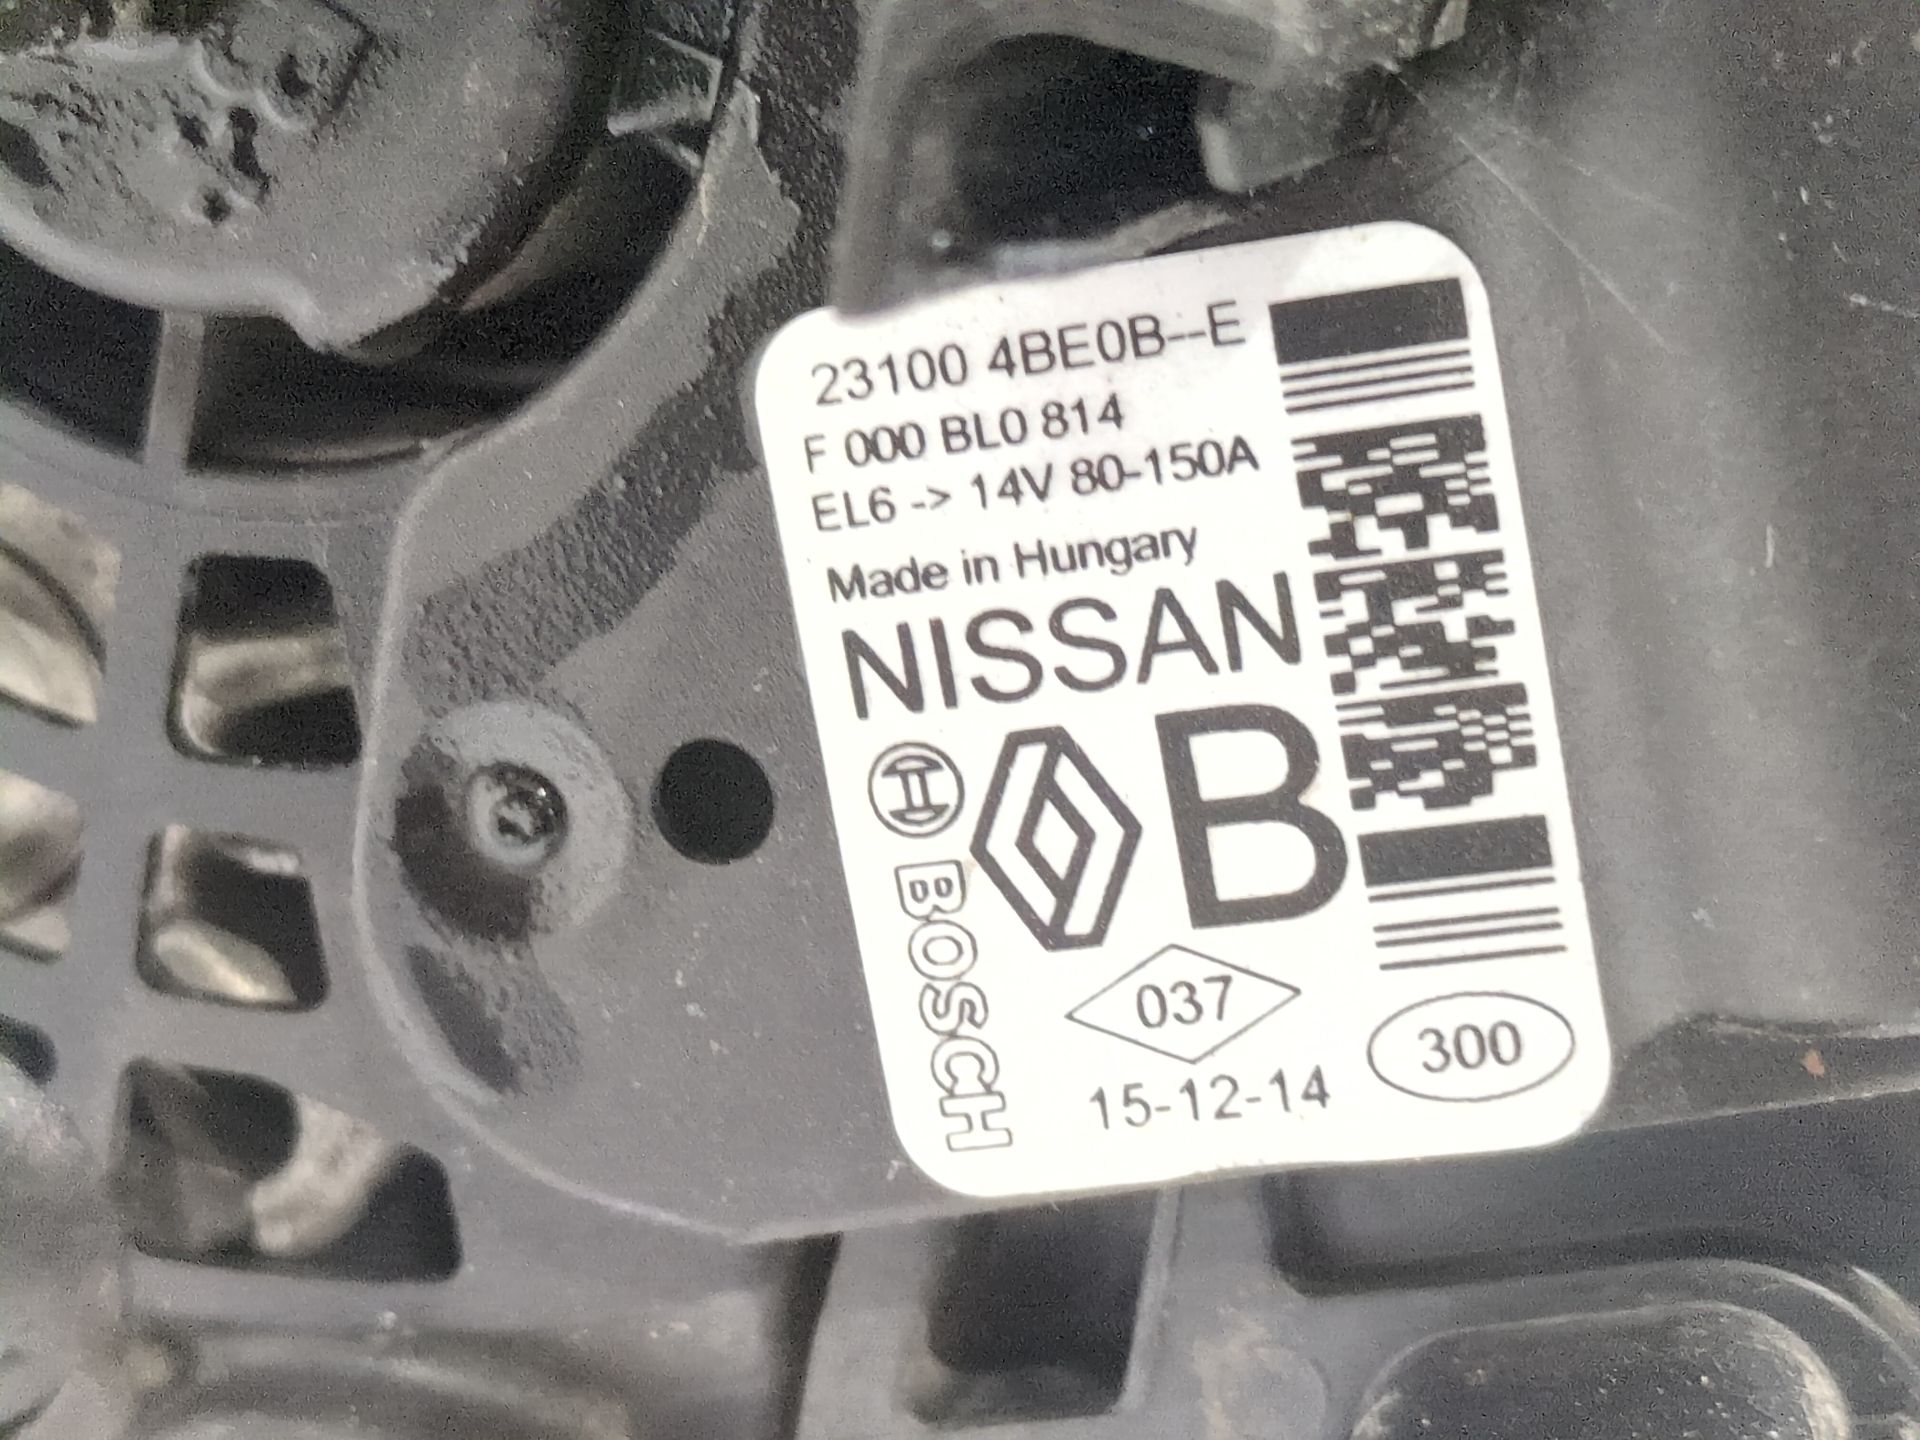 23100 4BE0B--E
F 000 BL0 814
EL6 -> 14V 80-150A
Made in Hungary
NISSAN
B
BOSCH
037
300
15-12-14